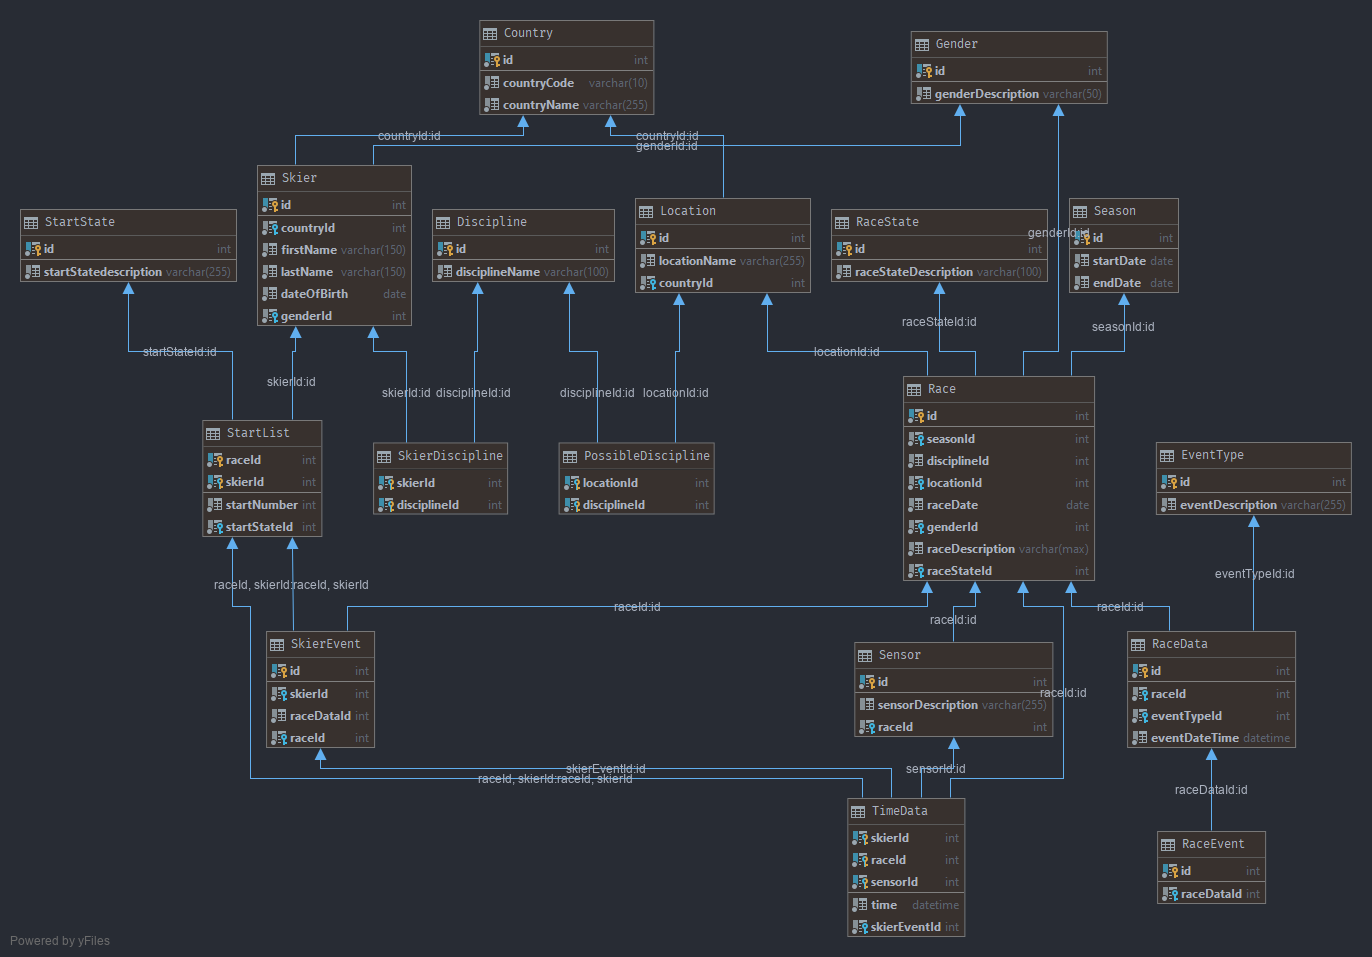 Country
id int
countryCode varchar(10)
countryName varchar(255)
Gender
id int
genderDescription varchar(50)
countryId:id
countryId:id
genderId:id
Skier
id int
countryId int
firstName varchar(150)
lastName varchar(150)
dateOfBirth date
genderId int
StartState
id int
startStatedescription varchar(255)
Discipline
id int
disciplineName varchar(100)
Location
id int
locationName varchar(255)
countryId int
RaceState
id int
raceStateDescription varchar(100)
genderId:id
Season
id int
startDate date
endDate date
startStateId:id
skierId:id
skierId:id
disciplineId:id
disciplineId:id
locationId:id
locationId:id
raceStateId:id
seasonId:id
StartList
raceId int
skierId int
startNumber int
startStateId int
SkierDiscipline
skierId int
disciplineId int
PossibleDiscipline
locationId int
disciplineId int
Race
id int
seasonId int
disciplineId int
locationId int
raceDate date
genderId int
raceDescription varchar(max)
raceStateId int
EventType
id int
eventDescription varchar(255)
eventTypeId:id
raceId, skierId:raceId, skierId
raceId:id
raceId:id
raceId:id
SkierEvent
id int
skierId int
raceDataId int
raceId int
Sensor
id int
sensorDescription varchar(255)
raceId int
raceId:id
RaceData
id int
raceId int
eventTypeId int
eventDateTime datetime
skierEventId:id
raceId, skierId:raceId, skierId
sensorId:id
raceDataId:id
TimeData
skierId int
raceId int
sensorId int
time datetime
skierEventId int
RaceEvent
id int
raceDataId int
Powered by yFiles